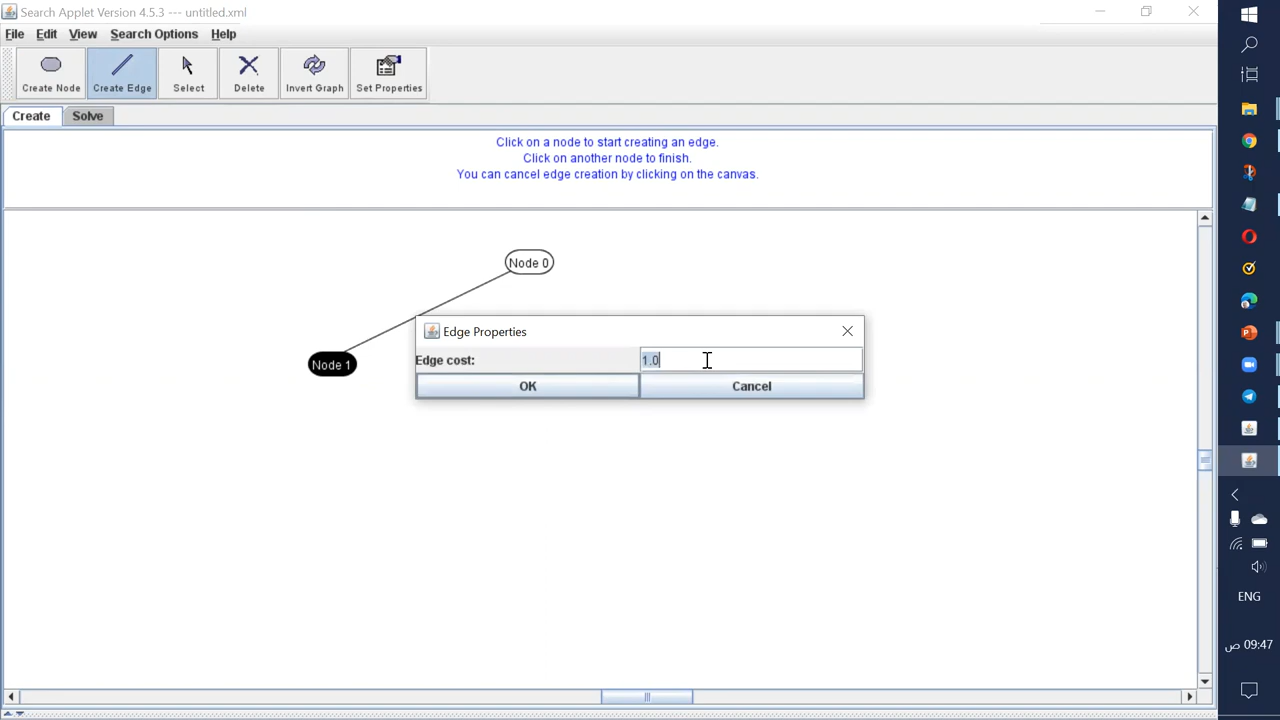 Search Applet Version 4.5.3 --- untitled.xml
File Edit View Search Options Help
Create Node Create Edge Select Delete Invert Graph Set Properties
Create Solve
Click on a node to start creating an edge.
Click on another node to finish.
You can cancel edge creation by clicking on the canvas.
Node 0
Node 1
Edge Properties
Edge cost: 1.0
OK Cancel
ENG
09:47 ص